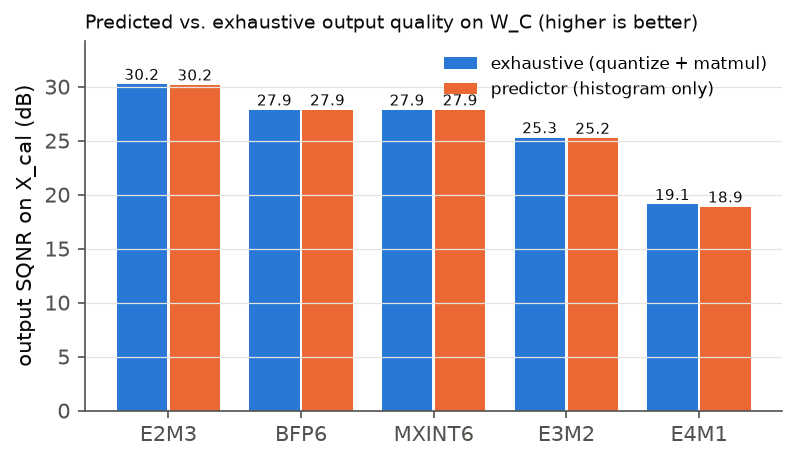 Predicted vs. exhaustive output quality on W_C (higher is better)
exhaustive (quantize + matmul)
predictor (histogram only)
output SQNR on X_cal (dB)
30
25
20
15
10
5
0
30.2 30.2
27.9 27.9
27.9 27.9
25.3 25.2
19.1 18.9
E2M3 BFP6 MXINT6 E3M2 E4M1